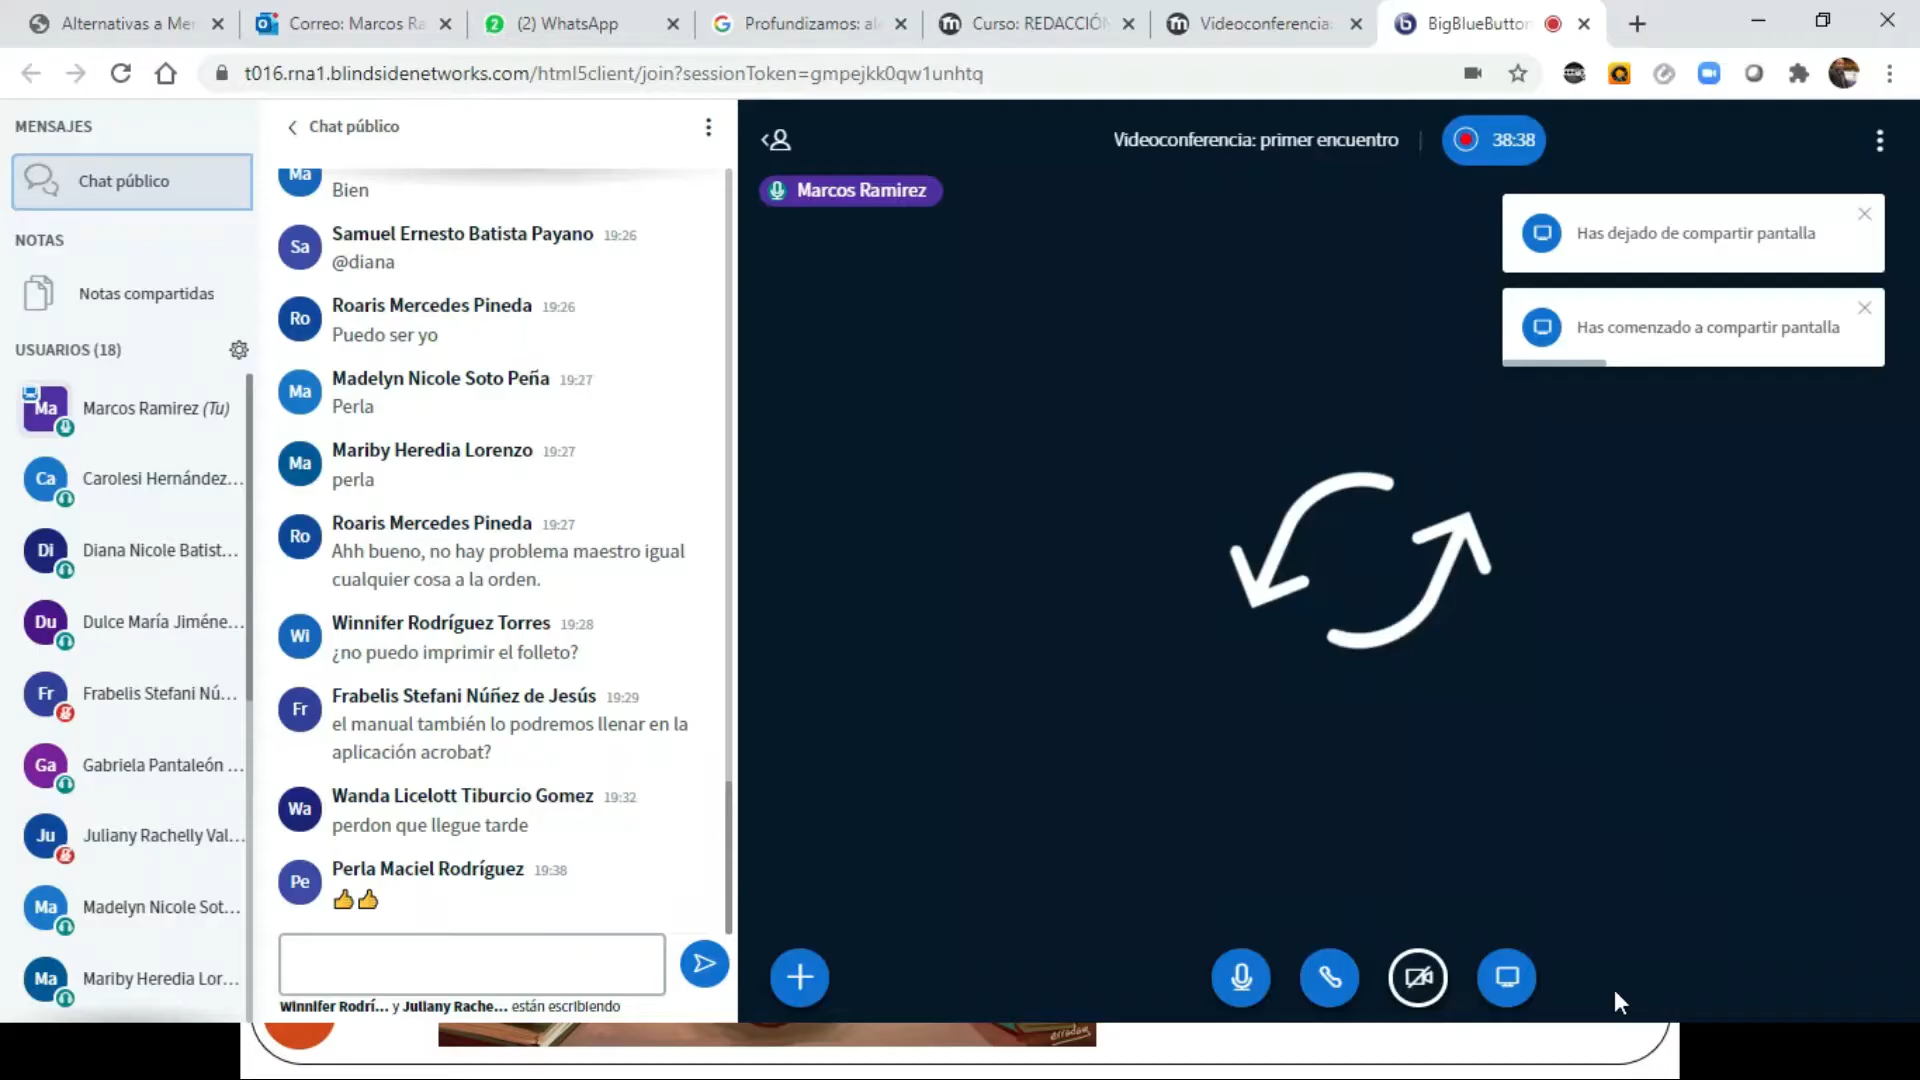 Alternativas a Mer
Correo: Marcos Ra
(2) WhatsApp
Profundizamos: al
Curso: REDACCIÓN
Videoconferencia:
BigBlueButton
t016.rna1.blindsidenetworks.com/html5client/join?sessionToken=gmpejkk0qw1unhtq
MENSAJES
Chat público
NOTAS
Notas compartidas
USUARIOS (18)
Ma
Marcos Ramirez (Tu)
Ca
Carolesi Hernández...
Di
Diana Nicole Batist...
Du
Dulce María Jiméne...
Fr
Frabelis Stefani Nú...
Ga
Gabriela Pantaleón ...
Ju
Juliany Rachelly Val...
Ma
Madelyn Nicole Sot...
Ma
Mariby Heredia Lor...
Chat público
Ma
Bien
Sa
Samuel Ernesto Batista Payano 19:26
@diana
Ro
Roaris Mercedes Pineda 19:26
Puedo ser yo
Ma
Madelyn Nicole Soto Peña 19:27
Perla
Ma
Mariby Heredia Lorenzo 19:27
perla
Ro
Roaris Mercedes Pineda 19:27
Ahh bueno, no hay problema maestro igual
cualquier cosa a la orden.
Wi
Winnifer Rodríguez Torres 19:28
¿no puedo imprimir el folleto?
Fr
Frabelis Stefani Núñez de Jesús 19:29
el manual también lo podremos llenar en la
aplicación acrobat?
Wa
Wanda Licelott Tiburcio Gomez 19:32
perdon que llegue tarde
Pe
Perla Maciel Rodríguez 19:38
👍👍
Winnifer Rodrí... y Juliany Rache... están escribiendo
Videoconferencia: primer encuentro
38:38
Marcos Ramirez
Has dejado de compartir pantalla
Has comenzado a compartir pantalla